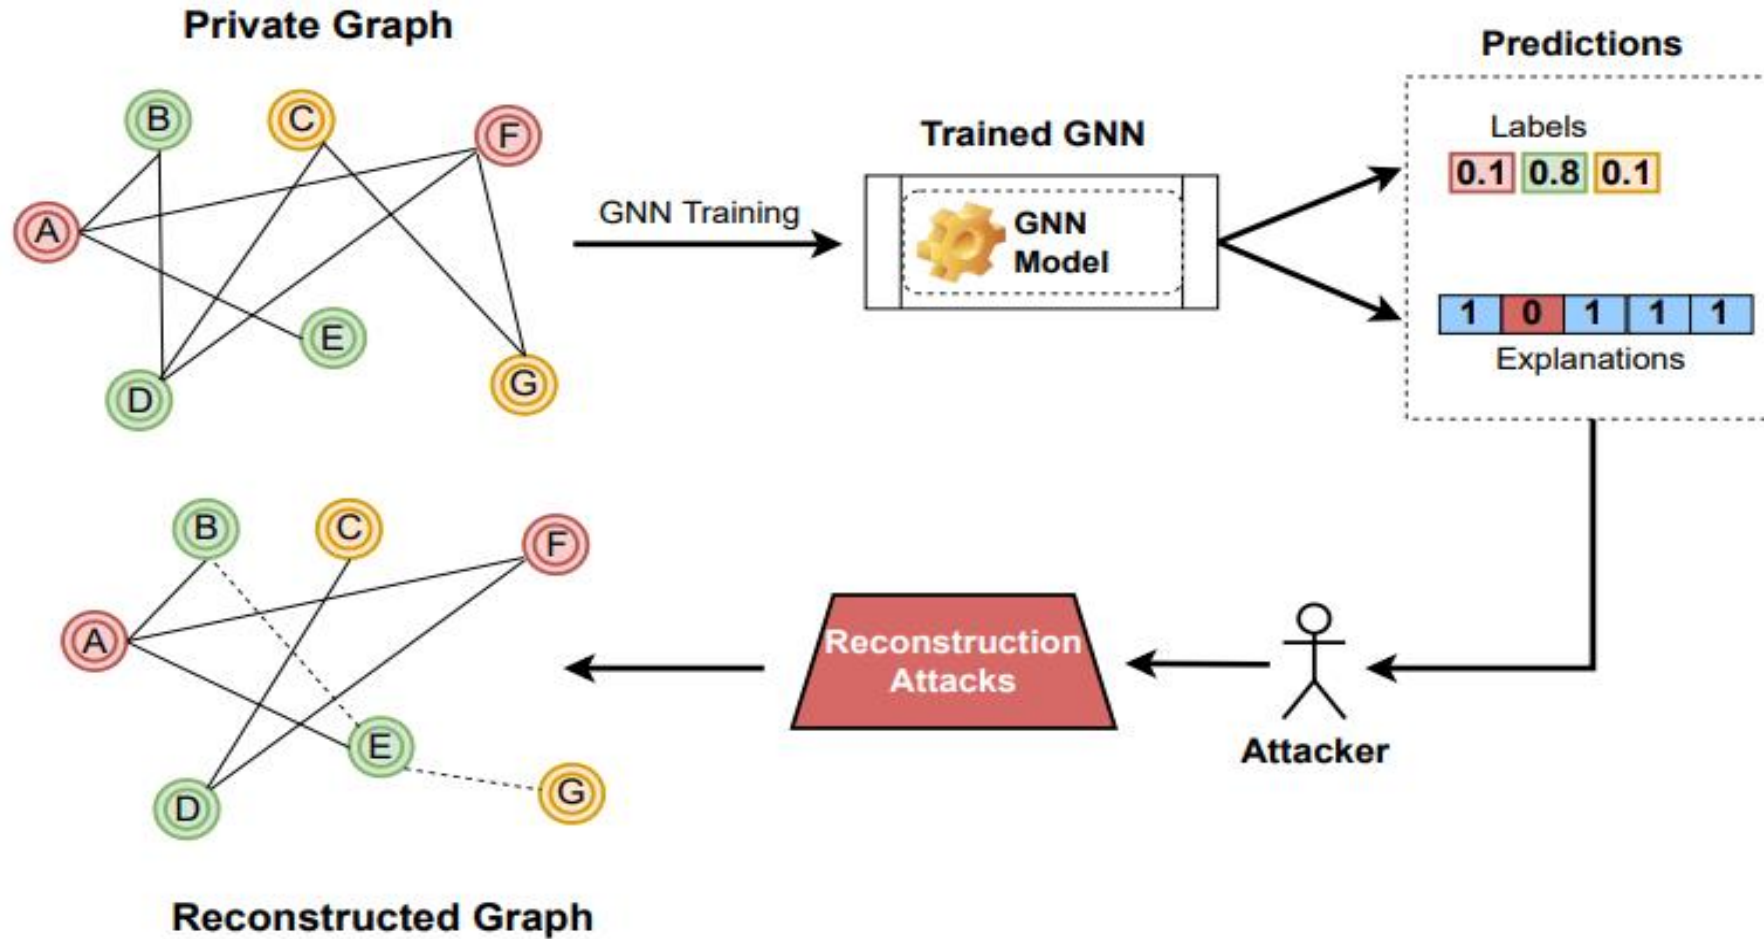 Private Graph
B
C
F
A
E
D
G
GNN Training
Trained GNN
GNN
Model
Predictions
Labels
0.1 0.8 0.1
1 0 1 1 1
Explanations
Attacker
Reconstruction
Attacks
B
C
F
A
E
D
G
Reconstructed Graph